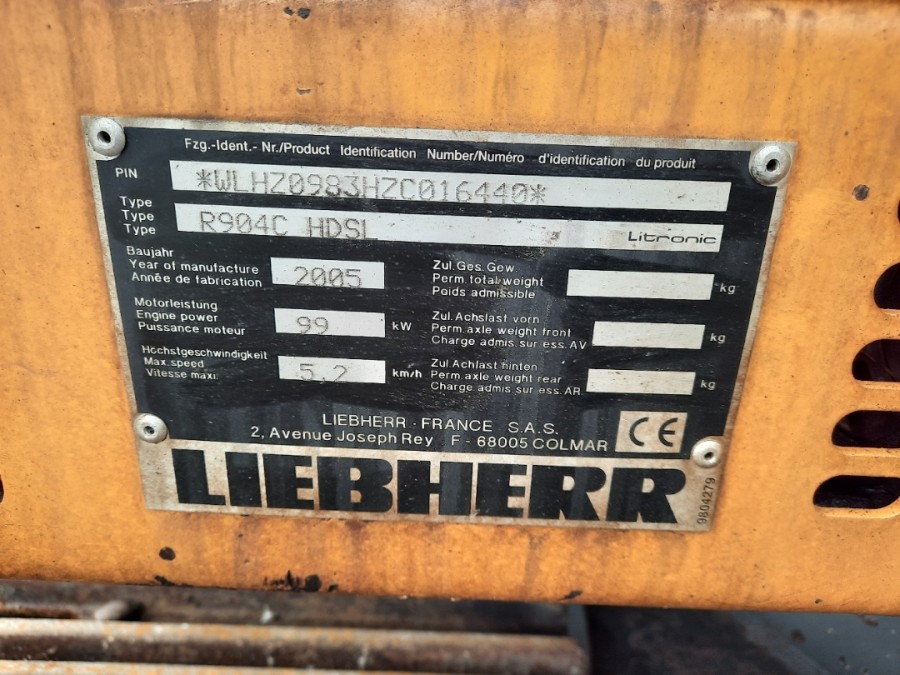 Fzg.-Ident.- Nr./Product Identification Number/Numéro d'identification du produit
PIN *WLHZ0983HZC016440*
Type
Type R904C HDSL Litronic
Type
Baujahr
Year of manufacture 2005
Année de fabrication
Zul. Ges. Gew.
Perm. total weight kg
Poids admissible
Motorleistung
Engine power 99 kW
Puissance moteur
Zul. Achslast vorn
Perm. axle weight front kg
Charge admis. sur ess. AV
Höchstgeschwindigkeit
Max. speed 5,2 km/h
Vitesse maxi.
Zul. Achlast hinten
Perm. axle weight rear kg
Charge admis. sur ess. AR
LIEBHERR - FRANCE S.A.S.
2, Avenue Joseph Rey F - 68005 COLMAR
CE
LIEBHERR
9804279